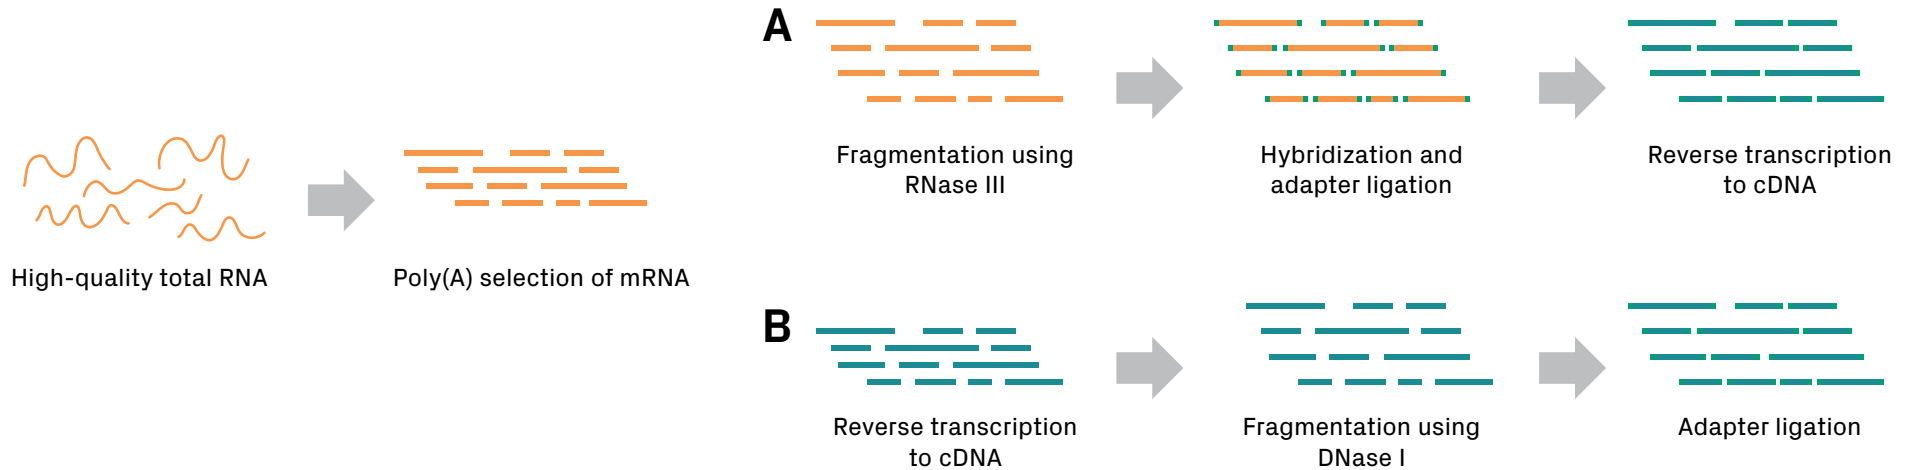 High-quality total RNA
Poly(A) selection of mRNA
A
Fragmentation using
RNase III
Hybridization and
adapter ligation
Reverse transcription
to cDNA
B
Reverse transcription
to cDNA
Fragmentation using
DNase I
Adapter ligation